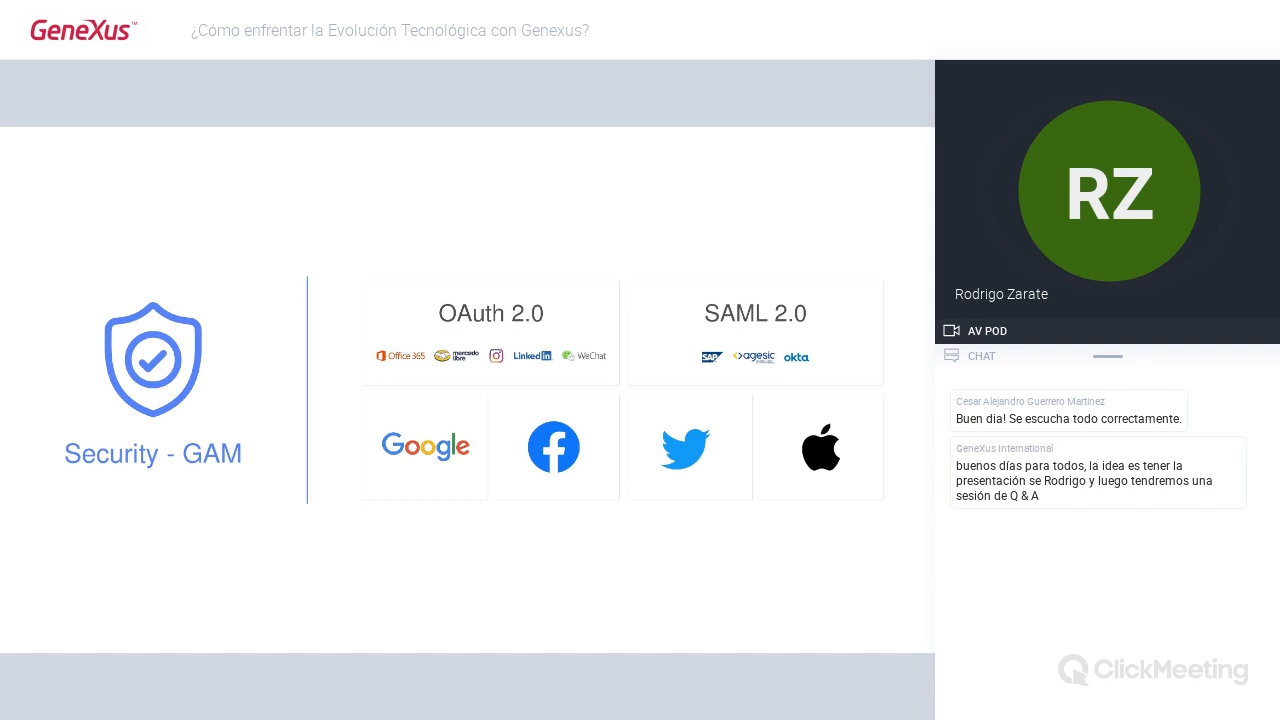 GeneXus™
¿Cómo enfrentar la Evolución Tecnológica con Genexus?
Security - GAM
OAuth 2.0
Office 365
mercado
libre
LinkedIn
WeChat
SAML 2.0
SAP
agesic
okta
Google
RZ
Rodrigo Zarate
AV POD
CHAT
Cesar Alejandro Guerrero Martinez
Buen dia! Se escucha todo correctamente.
GeneXus International
buenos días para todos, la idea es tener la
presentación se Rodrigo y luego tendremos una
sesión de Q & A
ClickMeeting